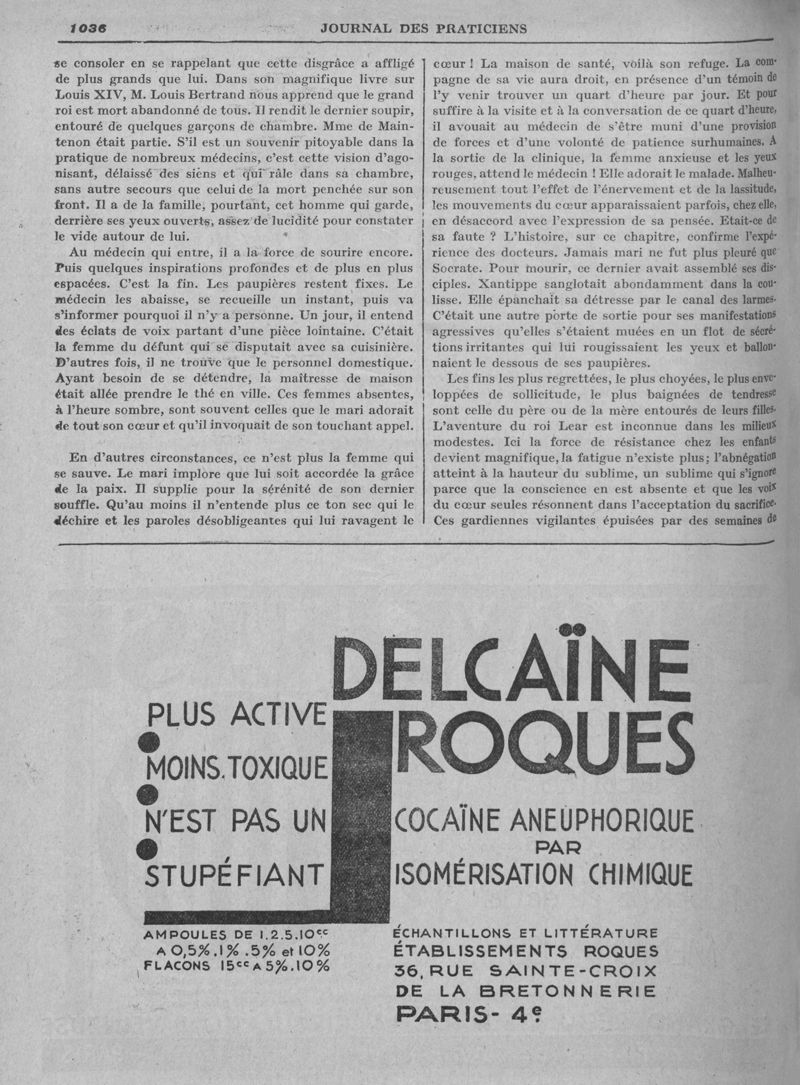 1036
JOURNAL DES PRATICIENS
se consoler en se rappelant que cette disgrâce a affligé
de plus grands que lui. Dans son magnifique livre sur
Louis XIV, M. Louis Bertrand nous apprend que le grand
roi est mort abandonné de tous. Il rendit le dernier soupir,
entouré de quelques garçons de chambre. Mme de Main-
tenon était partie. S'il est un souvenir pitoyable dans la
pratique de nombreux médecins, c'est cette vision d'ago-
nisant, délaissé des siens et qui râle dans sa chambre,
sans autre secours que celui de la mort penchée sur son
front. Il a de la famille, pourtant, cet homme qui garde,
derrière ses yeux ouverts, assez de lucidité pour constater
le vide autour de lui.
Au médecin qui entre, il a la force de sourire encore.
Puis quelques inspirations profondes et de plus en plus
espacées. C'est la fin. Les paupières restent fixes. Le
médecin les abaisse, se recueille un instant, puis va
s'informer pourquoi il n'y a personne. Un jour, il entend
des éclats de voix partant d'une pièce lointaine. C'était
la femme du défunt qui se disputait avec sa cuisinière.
D'autres fois, il ne trouve que le personnel domestique.
Ayant besoin de se détendre, la maîtresse de maison
était allée prendre le thé en ville. Ces femmes absentes,
à l'heure sombre, sont souvent celles que le mari adorait
de tout son cœur et qu'il invoquait de son touchant appel.
En d'autres circonstances, ce n'est plus la femme qui
se sauve. Le mari implore que lui soit accordée la grâce
de la paix. Il supplie pour la sérénité de son dernier
souffle. Qu'au moins il n'entende plus ce ton sec qui le
déchire et les paroles désobligeantes qui lui ravagent le
cœur ! La maison de santé, voilà son refuge. La com-
pagne de sa vie aura droit, en présence d'un témoin de
l'y venir trouver un quart d'heure par jour. Et pour
suffire à la visite et à la conversation de ce quart d'heure,
il avouait au médecin de s'être muni d'une provision
de forces et d'une volonté de patience surhumaines. A
la sortie de la clinique, la femme anxieuse et les yeux
rouges, attend le médecin ! Elle adorait le malade. Malheu-
reusement tout l'effet de l'énervement et de la lassitude,
les mouvements du cœur apparaissaient parfois, chez elle,
en désaccord avec l'expression de sa pensée. Etait-ce de
sa faute ? L'histoire, sur ce chapitre, confirme l'expé-
rience des docteurs. Jamais mari ne fut plus pleuré que
Socrate. Pour mourir, ce dernier avait assemblé ses dis-
ciples. Xantippe sanglotait abondamment dans la cou-
lisse. Elle épanchait sa détresse par le canal des larmes.
C'était une autre porte de sortie pour ses manifestations
agressives qu'elles s'étaient muées en un flot de sécré-
tions irritantes qui lui rougissaient les yeux et ballon-
naient le dessous de ses paupières.
Les fins les plus regrettées, le plus choyées, le plus enve-
loppées de sollicitude, le plus baignées de tendresse
sont celle du père ou de la mère entourés de leurs filles.
L'aventure du roi Lear est inconnue dans les milieux
modestes. Ici la force de résistance chez les enfants
devient magnifique, la fatigue n'existe plus; l'abnégation
atteint à la hauteur du sublime, un sublime qui s'ignore
parce que la conscience en est absente et que les voix
du cœur seules résonnent dans l'acceptation du sacrifice.
Ces gardiennes vigilantes épuisées par des semaines de
DELCAÏNE
ROQUES
PLUS ACTIVE
MOINS.TOXIQUE
N'EST PAS UN
STUPÉFIANT
COCAÏNE ANEUPHORIQUE
PAR
ISOMÉRISATION CHIMIQUE
AMPOULES DE 1.2.5.10cc
A 0,5%.1%.5% et 10%
FLACONS 15cc A 5%.10%
ÉCHANTILLONS ET LITTÉRATURE
ÉTABLISSEMENTS ROQUES
36, RUE SAINTE-CROIX
DE LA BRETONNERIE
PARIS- 4e